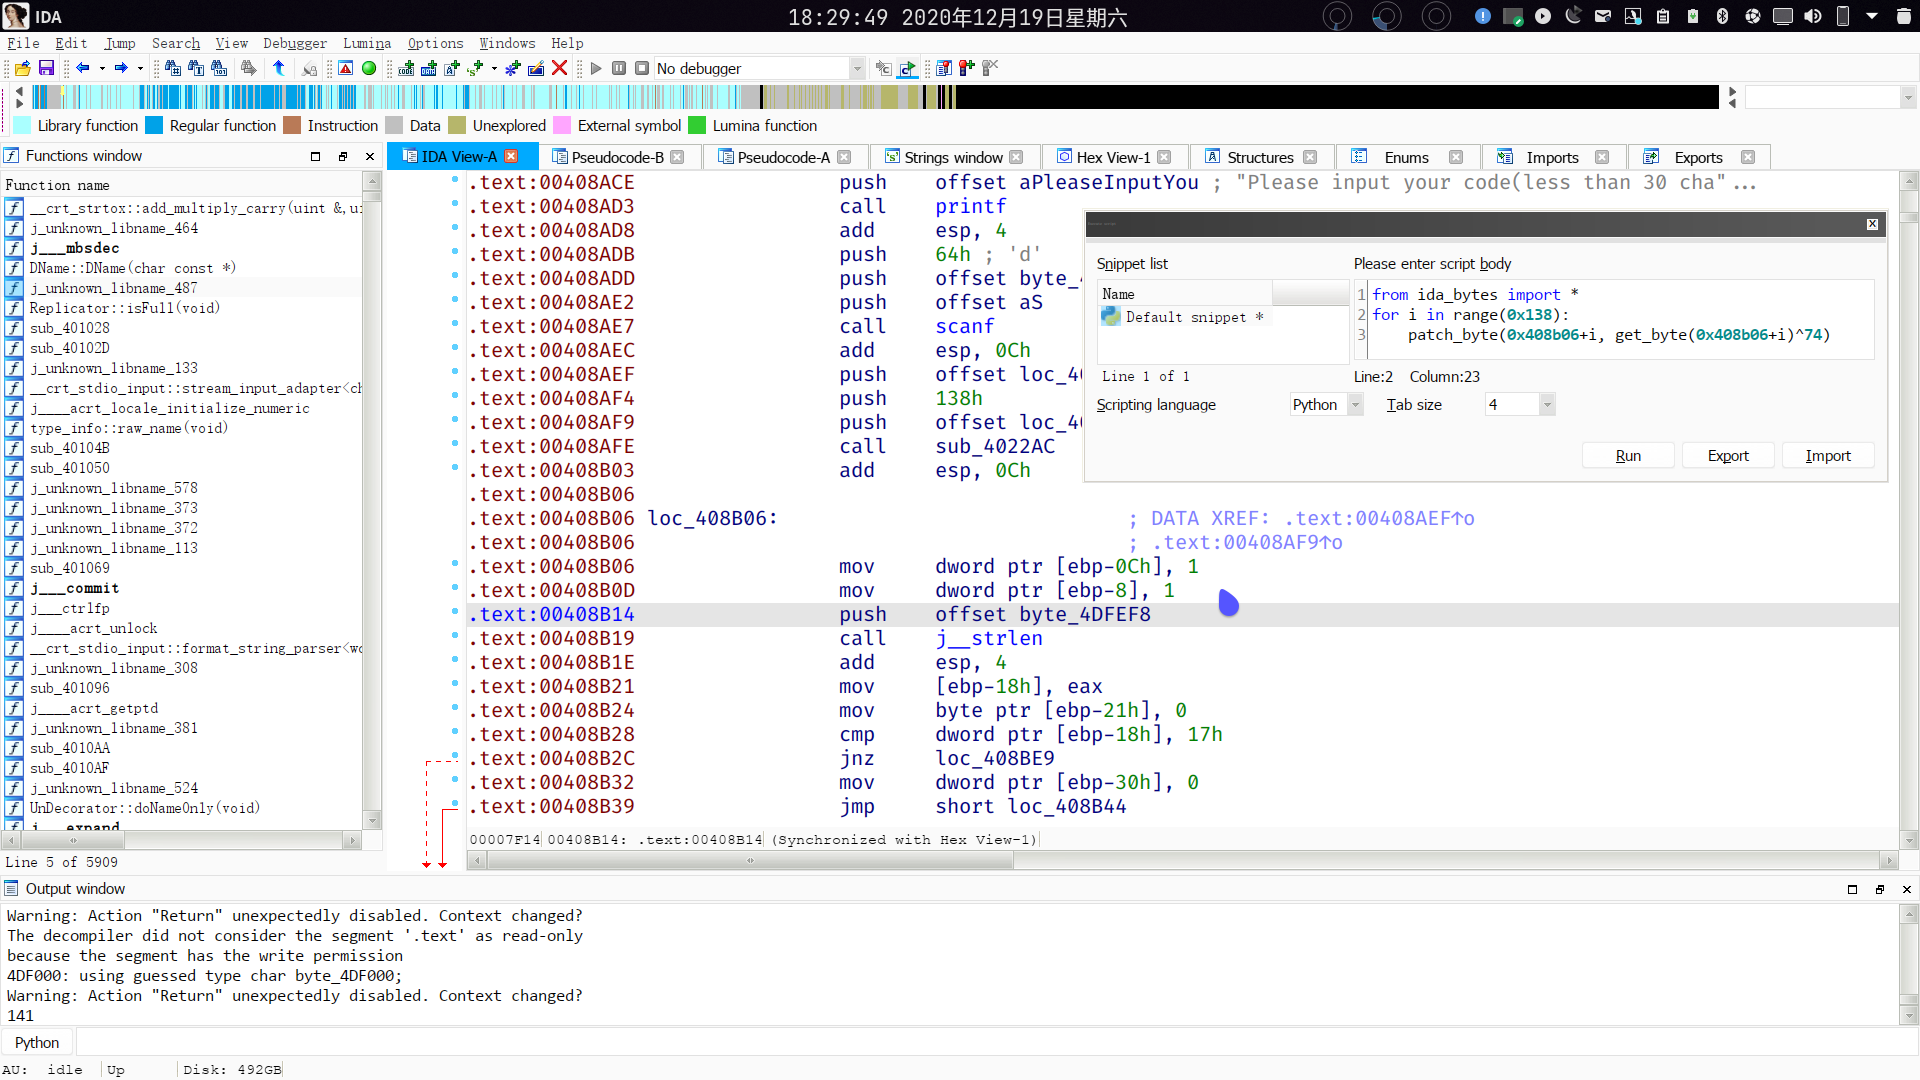 IDA
18:29:49 2020年12月19日星期六
File Edit Jump Search View Debugger Lumina Options Windows Help
No debugger
Library function Regular function Instruction Data Unexplored External symbol Lumina function
Functions window
IDA View-A Pseudocode-B Pseudocode-A Strings window Hex View-1 Structures Enums Imports Exports
Function name
__crt_strtox::add_multiply_carry(uint &,ui
j_unknown_libname_464
j___mbsdec
DName::DName(char const *)
j_unknown_libname_487
Replicator::isFull(void)
sub_401028
sub_40102D
j_unknown_libname_133
__crt_stdio_input::stream_input_adapter<ch
j____acrt_locale_initialize_numeric
type_info::raw_name(void)
sub_40104B
sub_401050
j_unknown_libname_578
j_unknown_libname_373
j_unknown_libname_372
j_unknown_libname_113
sub_401069
j___commit
j___ctrlfp
j____acrt_unlock
__crt_stdio_input::format_string_parser<wc
j_unknown_libname_308
sub_401096
j____acrt_getptd
j_unknown_libname_381
sub_4010AA
sub_4010AF
j_unknown_libname_524
UnDecorator::doNameOnly(void)
j___expand
Line 5 of 5909
.text:00408ACE push offset aPleaseInputYou ; "Please input your code(less than 30 cha"...
.text:00408AD3 call printf
.text:00408AD8 add esp, 4
.text:00408ADB push 64h ; 'd'
.text:00408ADD push offset byte_4
.text:00408AE2 push offset aS
.text:00408AE7 call scanf
.text:00408AEC add esp, 0Ch
.text:00408AEF push offset loc_40
.text:00408AF4 push 138h
.text:00408AF9 push offset loc_40
.text:00408AFE call sub_4022AC
.text:00408B03 add esp, 0Ch
.text:00408B06
.text:00408B06 loc_408B06: ; DATA XREF: .text:00408AEF↑o
.text:00408B06 ; .text:00408AF9↑o
.text:00408B06 mov dword ptr [ebp-0Ch], 1
.text:00408B0D mov dword ptr [ebp-8], 1
.text:00408B14 push offset byte_4DFEF8
.text:00408B19 call j__strlen
.text:00408B1E add esp, 4
.text:00408B21 mov [ebp-18h], eax
.text:00408B24 mov byte ptr [ebp-21h], 0
.text:00408B28 cmp dword ptr [ebp-18h], 17h
.text:00408B2C jnz loc_408BE9
.text:00408B32 mov dword ptr [ebp-30h], 0
.text:00408B39 jmp short loc_408B44
00007F14 00408B14: .text:00408B14 (Synchronized with Hex View-1)
Snippet list
Name
Default snippet *
Line 1 of 1
Please enter script body
1 from ida_bytes import *
2 for i in range(0x138):
3 patch_byte(0x408b06+i, get_byte(0x408b06+i)^74)
Line:2 Column:23
Scripting language Python Tab size 4
Run Export Import
Output window
Warning: Action "Return" unexpectedly disabled. Context changed?
The decompiler did not consider the segment '.text' as read-only
because the segment has the write permission
4DF000: using guessed type char byte_4DF000;
Warning: Action "Return" unexpectedly disabled. Context changed?
141
Python
AU: idle Up Disk: 492GB